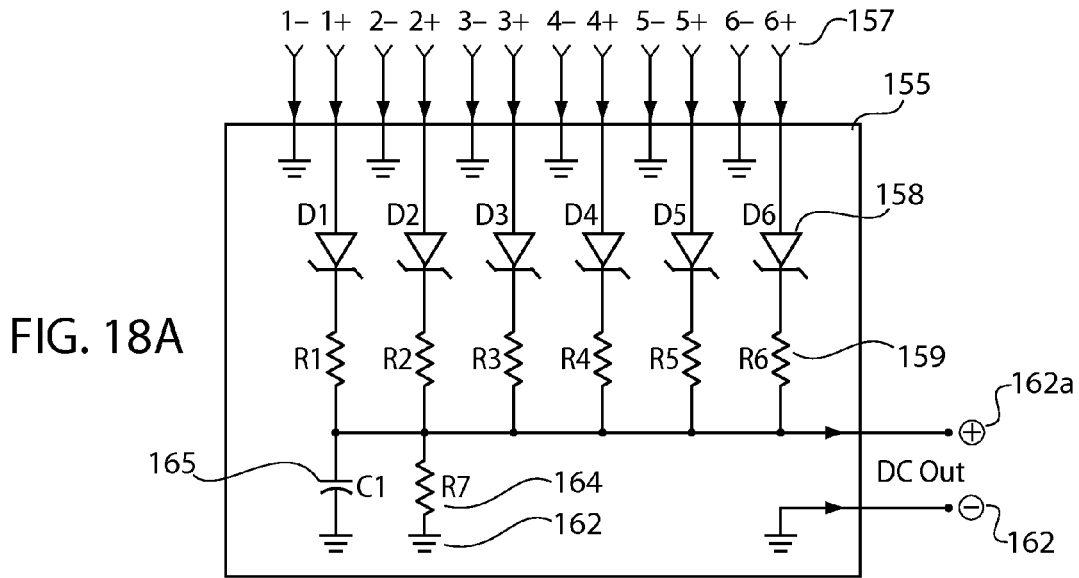 1– 1+ 2– 2+ 3– 3+ 4– 4+ 5– 5+ 6– 6+ 157
155
D1 D2 D3 D4 D5 D6 158
FIG. 18A
R1 R2 R3 R4 R5 R6 159
162a
+
165 C1 R7 164 DC Out
162 – 162